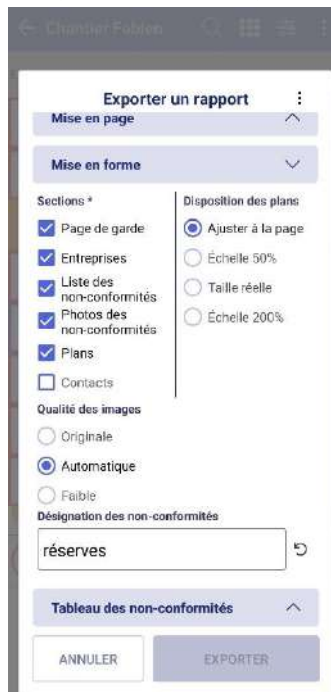 Chantier Fabien
Exporter un rapport
Mise en page
Mise en forme
Sections *
Page de garde
Entreprises
Liste des
non-conformités
Photos des
non-conformités
Plans
Contacts
Disposition des plans
Ajuster à la page
Échelle 50%
Taille réelle
Échelle 200%
Qualité des images
Originale
Automatique
Faible
Désignation des non-conformités
réserves
Tableau des non-conformités
ANNULER
EXPORTER